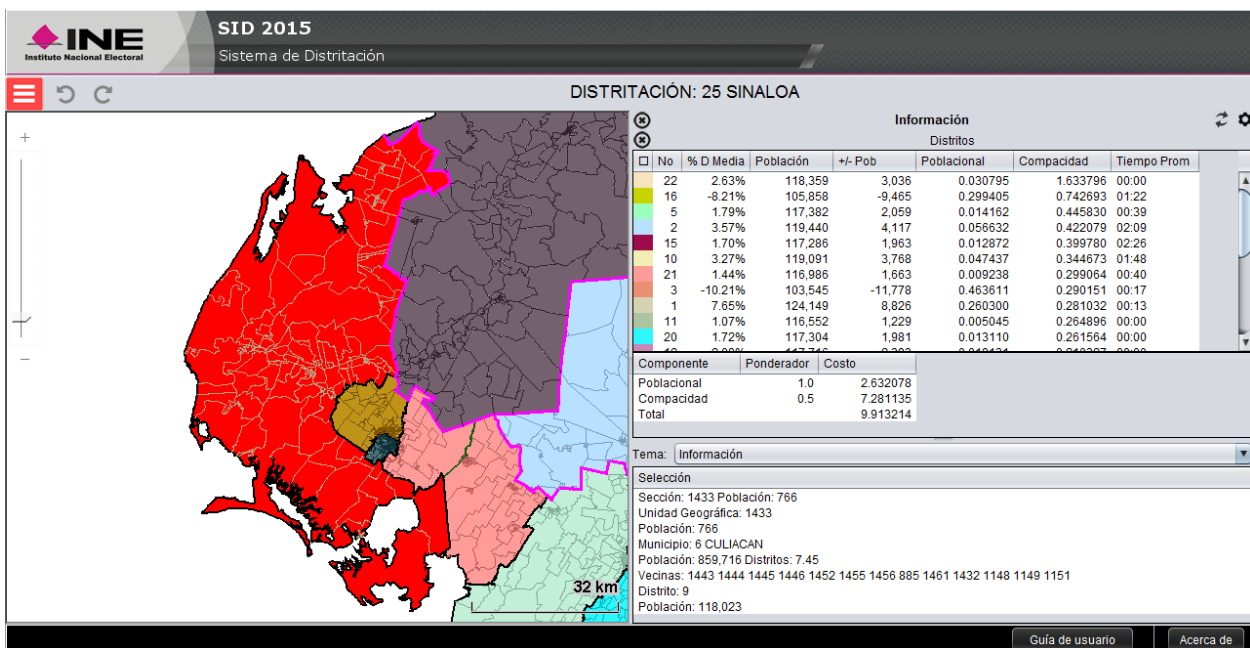 INE
Instituto Nacional Electoral
SID 2015
Sistema de Distritación
DISTRITACIÓN: 25 SINALOA
+
−
32 km
Información
Distritos
No % D Media Población +/- Pob Poblacional Compacidad Tiempo Prom
22 2.63% 118,359 3,036 0.030795 1.633796 00:00
16 -8.21% 105,858 -9,465 0.299405 0.742693 01:22
5 1.79% 117,382 2,059 0.014162 0.445830 00:39
2 3.57% 119,440 4,117 0.056632 0.422079 02:09
15 1.70% 117,286 1,963 0.012872 0.399780 02:26
10 3.27% 119,091 3,768 0.047437 0.344673 01:48
21 1.44% 116,986 1,663 0.009238 0.299064 00:40
3 -10.21% 103,545 -11,778 0.463611 0.290151 00:17
1 7.65% 124,149 8,826 0.260300 0.281032 00:13
11 1.07% 116,552 1,229 0.005045 0.264896 00:00
20 1.72% 117,304 1,981 0.013110 0.261564 00:00
Componente Ponderador Costo
Poblacional 1.0 2.632078
Compacidad 0.5 7.281135
Total 9.913214
Tema: Información
Selección
Sección: 1433 Población: 766
Unidad Geográfica: 1433
Población: 766
Municipio: 6 CULIACAN
Población: 859,716 Distritos: 7.45
Vecinas: 1443 1444 1445 1446 1452 1455 1456 885 1461 1432 1148 1149 1151
Distrito: 9
Población: 118,023
Guía de usuario Acerca de